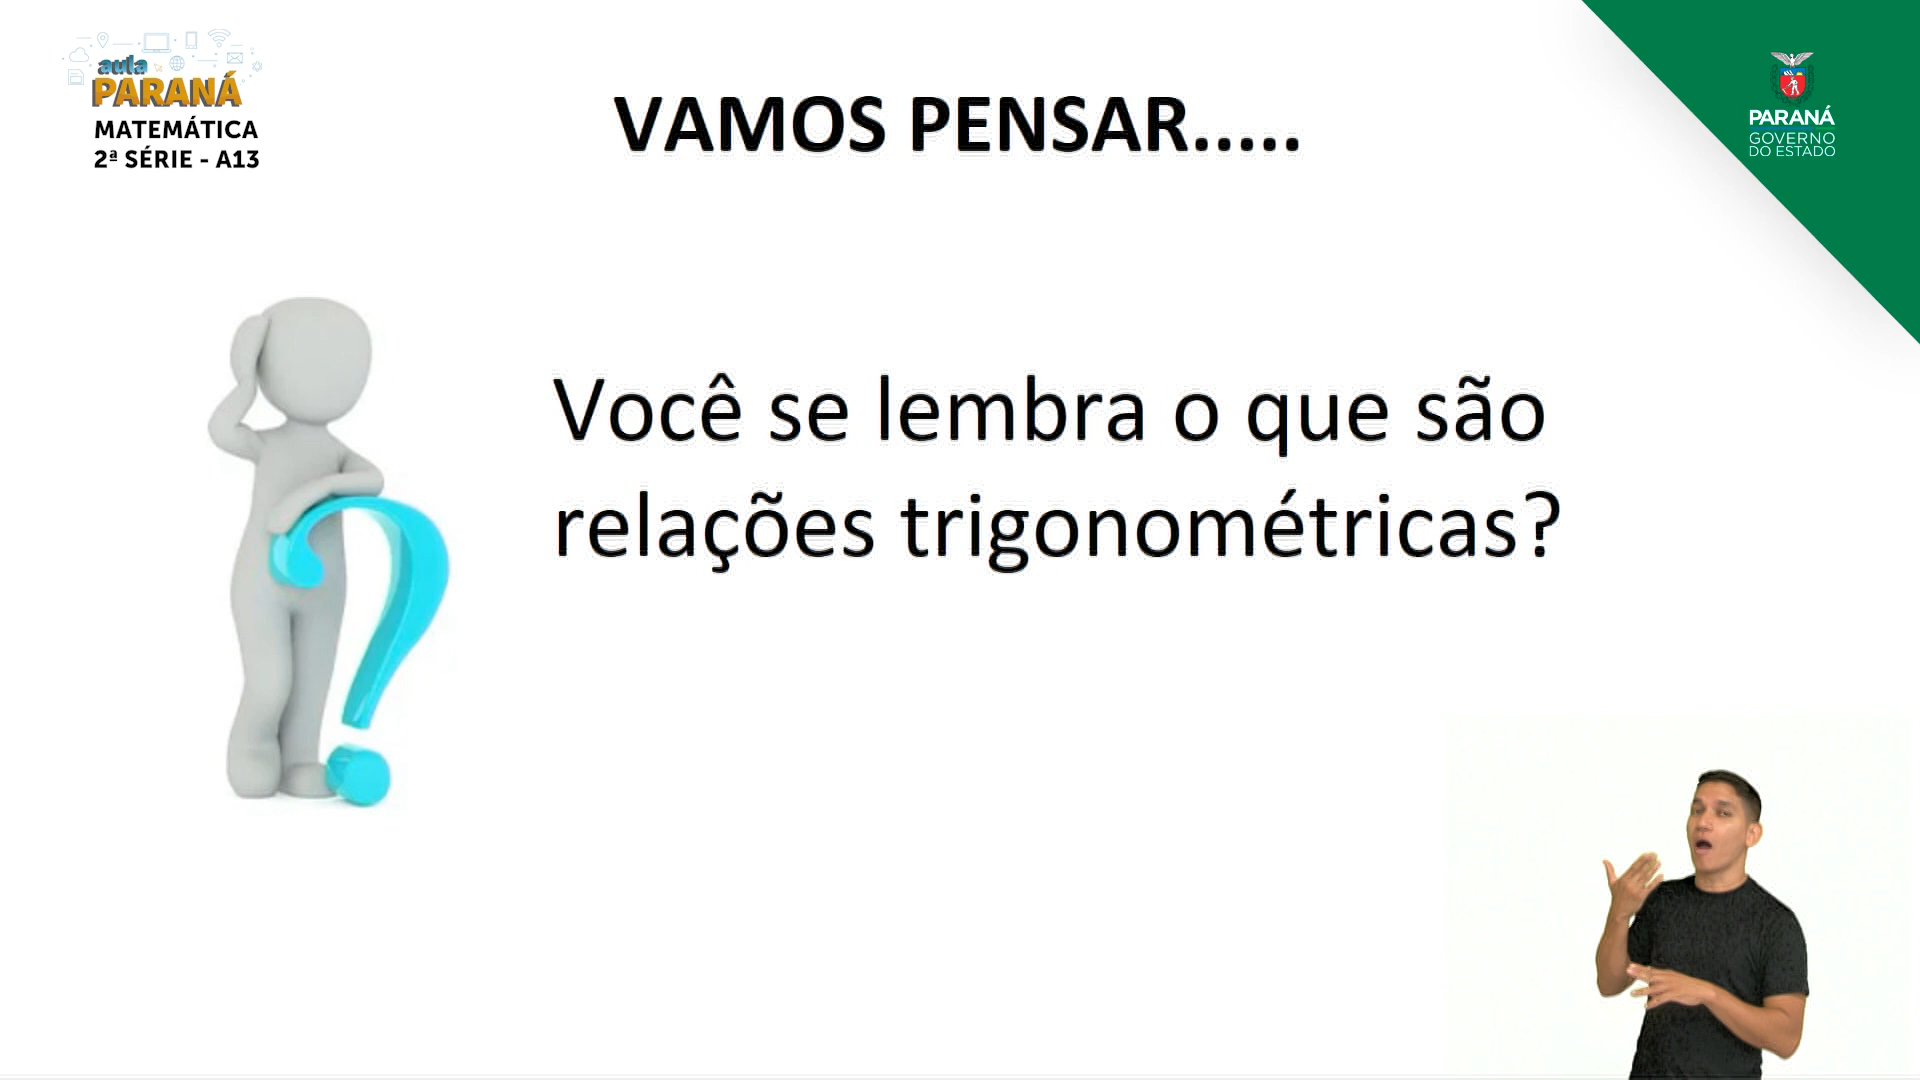 aula
PARANÁ
MATEMÁTICA
2ª SÉRIE - A13
VAMOS PENSAR.....
PARANÁ
GOVERNO
DO ESTADO
Você se lembra o que são
relações trigonométricas?